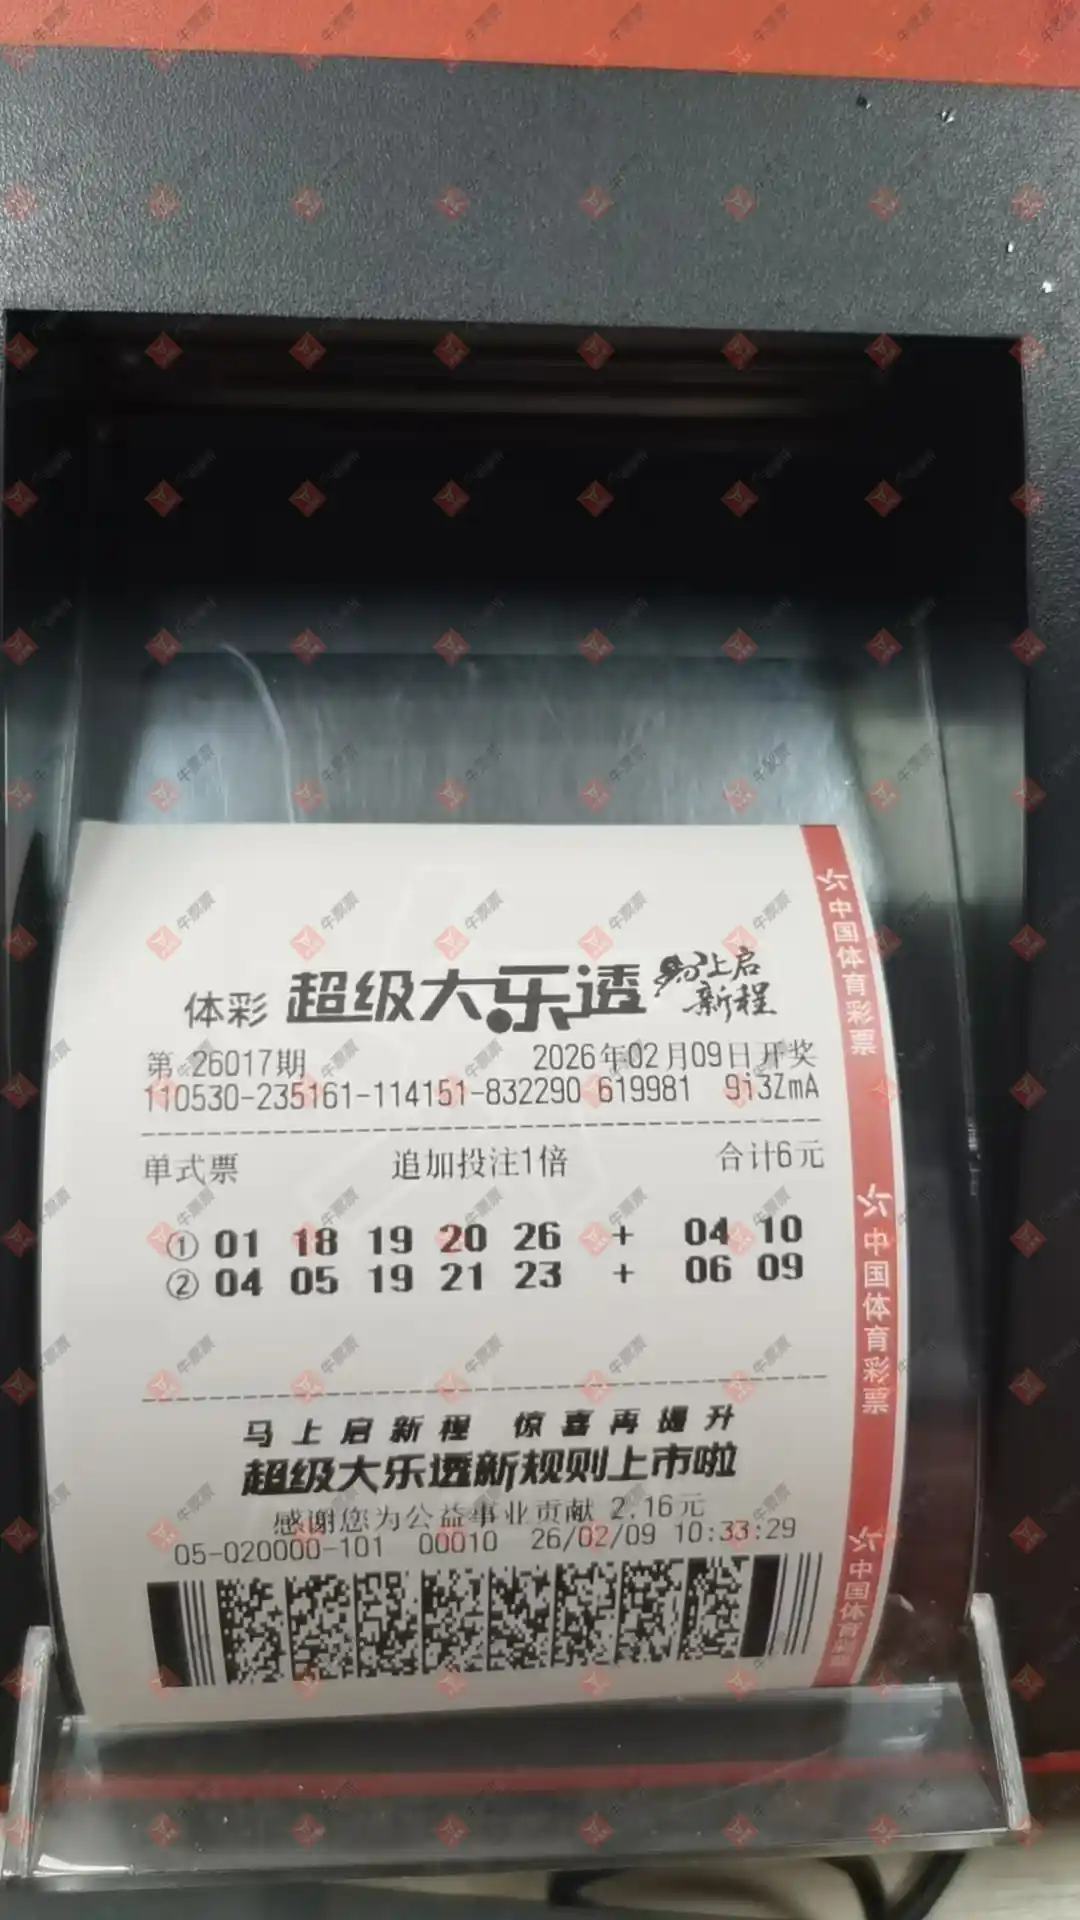 体彩 超级大乐透 马上启新程
第 26017期 2026年02月09日开奖
110530-235161-114151-832290 619981 9i3ZmA
单式票 追加投注1倍 合计6元
① 01 18 19 20 26 + 04 10
② 04 05 19 21 23 + 06 09
马上启新程 惊喜再提升
超级大乐透新规则上市啦
感谢您为公益事业贡献 2.16元
05-020000-101 00010 26/02/09 10:33:29
中国体育彩票
中国体育彩票
中国体育彩票
牛票票